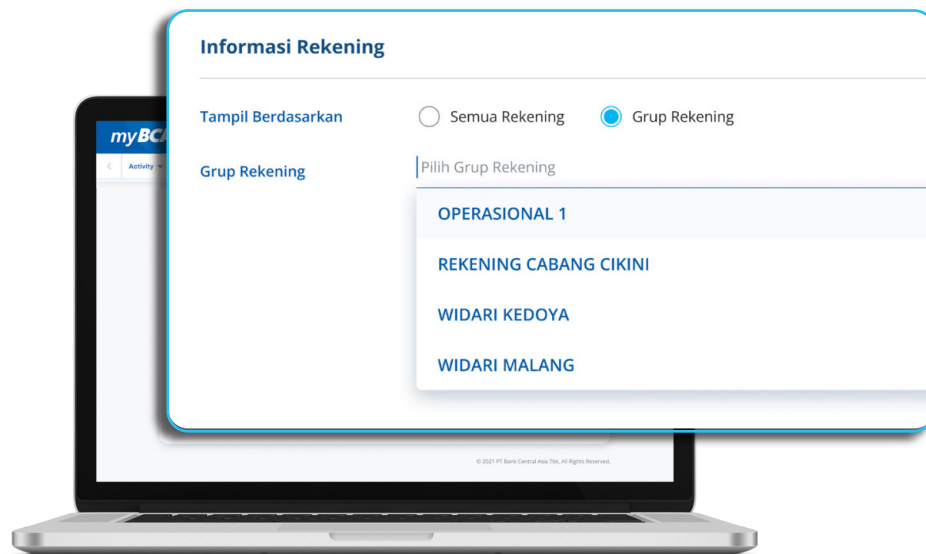 Informasi Rekening
Tampil Berdasarkan Semua Rekening Grup Rekening
Grup Rekening Pilih Grup Rekening
OPERASIONAL 1
REKENING CABANG CIKINI
WIDARI KEDOYA
WIDARI MALANG
myBCA
Activity
© 2021 PT Bank Central Asia Tbk, All Rights Reserved.